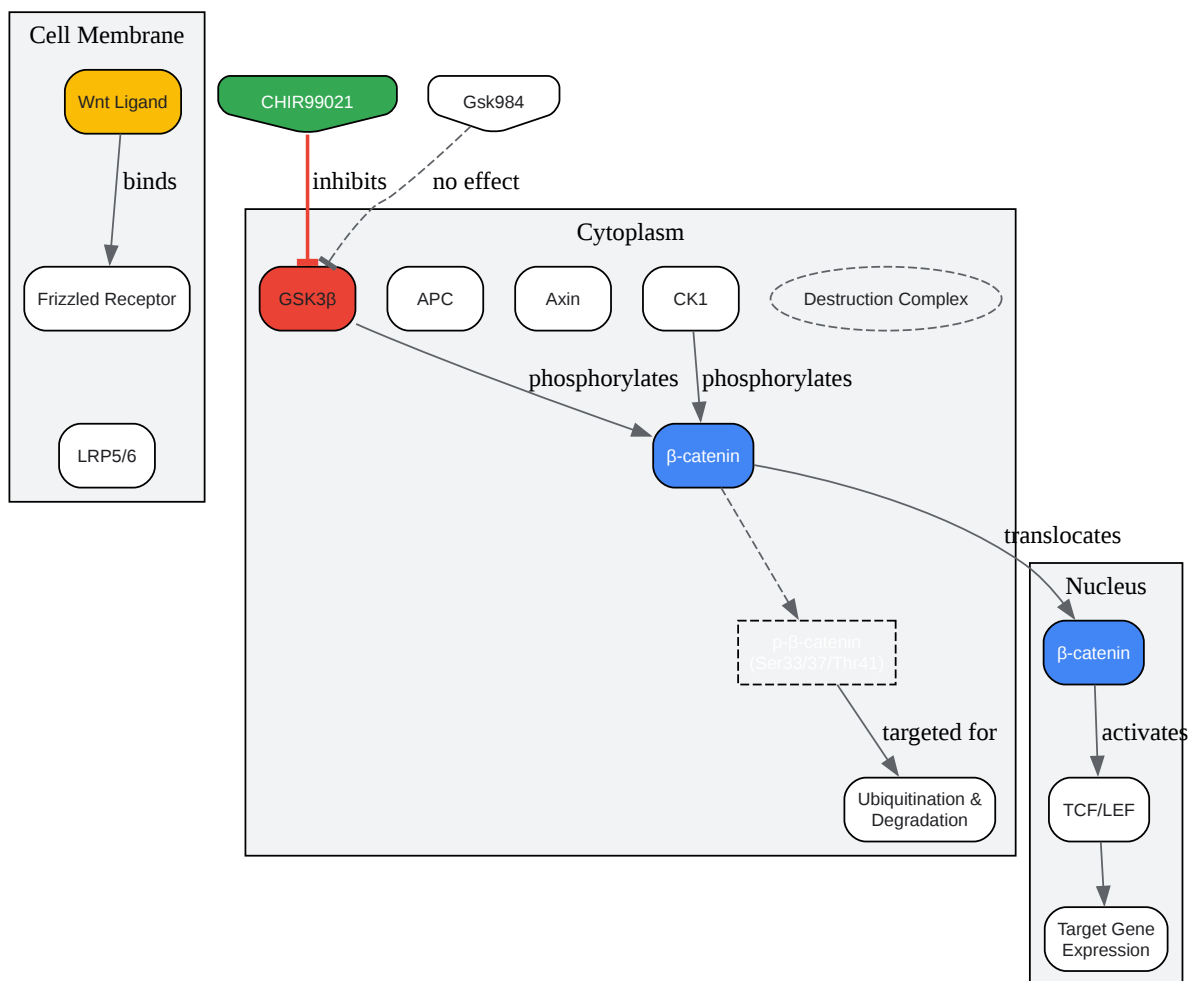 Cell Membrane
Wnt Ligand
CHIR99021
Gsk984
binds
inhibits
no effect
Cytoplasm
Frizzled Receptor
GSK3β
APC
Axin
CK1
Destruction Complex
phosphorylates
phosphorylates
LRP5/6
β-catenin
translocates
Nucleus
p-β-catenin
(Ser33/37/Thr41)
β-catenin
targeted for
activates
Ubiquitination &
Degradation
TCF/LEF
Target Gene
Expression